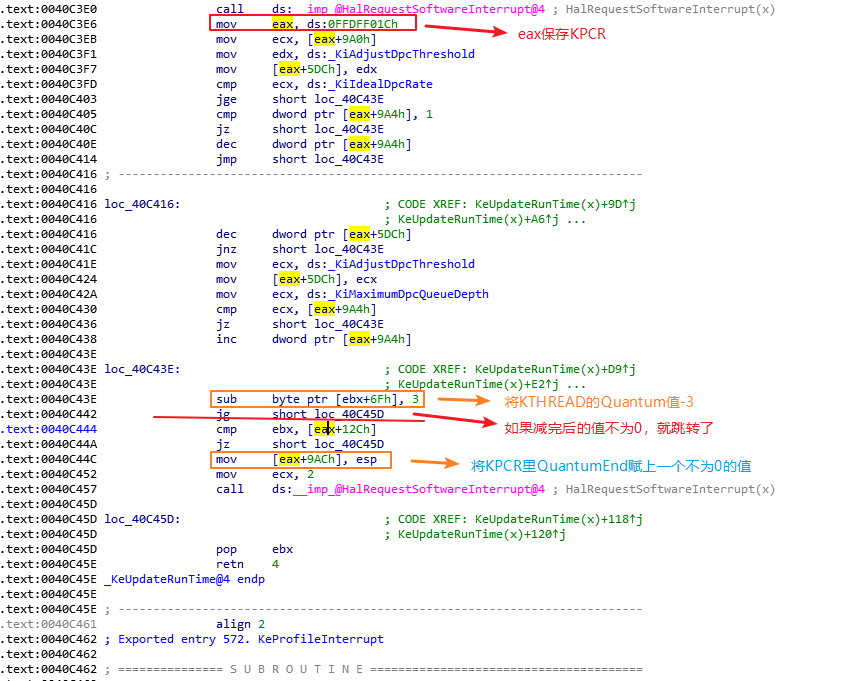 .text:0040C3E0 call ds:__imp_@HalRequestSoftwareInterrupt@4 ; HalRequestSoftwareInterrupt(x)
.text:0040C3E6 mov eax, ds:0FFDFF01Ch
eax保存KPCR
.text:0040C3EB mov ecx, [eax+9A0h]
.text:0040C3F1 mov edx, ds:_KiAdjustDpcThreshold
.text:0040C3F7 mov [eax+5DCh], edx
.text:0040C3FD cmp ecx, ds:_KiIdealDpcRate
.text:0040C403 jge short loc_40C43E
.text:0040C405 cmp dword ptr [eax+9A4h], 1
.text:0040C40C jz short loc_40C43E
.text:0040C40E dec dword ptr [eax+9A4h]
.text:0040C414 jmp short loc_40C43E
.text:0040C416 ; ---------------------------------------------------------------------------
.text:0040C416
.text:0040C416 loc_40C416: ; CODE XREF: KeUpdateRunTime(x)+9D↑j
.text:0040C416 ; KeUpdateRunTime(x)+A6↑j ...
.text:0040C416 dec dword ptr [eax+5DCh]
.text:0040C41C jnz short loc_40C43E
.text:0040C41E mov ecx, ds:_KiAdjustDpcThreshold
.text:0040C424 mov [eax+5DCh], ecx
.text:0040C42A mov ecx, ds:_KiMaximumDpcQueueDepth
.text:0040C430 cmp ecx, [eax+9A4h]
.text:0040C436 jz short loc_40C43E
.text:0040C438 inc dword ptr [eax+9A4h]
.text:0040C43E
.text:0040C43E loc_40C43E: ; CODE XREF: KeUpdateRunTime(x)+D9↑j
.text:0040C43E ; KeUpdateRunTime(x)+E2↑j ...
.text:0040C43E sub byte ptr [ebx+6Fh], 3
将KTHREAD的Quantum值-3
.text:0040C442 jg short loc_40C45D
如果减完后的值不为0，就跳转了
.text:0040C444 cmp ebx, [eax+12Ch]
.text:0040C44A jz short loc_40C45D
.text:0040C44C mov [eax+9ACh], esp
将KPCR里QuantumEnd赋上一个不为0的值
.text:0040C452 mov ecx, 2
.text:0040C457 call ds:__imp_@HalRequestSoftwareInterrupt@4 ; HalRequestSoftwareInterrupt(x)
.text:0040C45D
.text:0040C45D loc_40C45D: ; CODE XREF: KeUpdateRunTime(x)+118↑j
.text:0040C45D ; KeUpdateRunTime(x)+120↑j
.text:0040C45D pop ebx
.text:0040C45E retn 4
.text:0040C45E _KeUpdateRunTime@4 endp
.text:0040C45E
.text:0040C45E ; ---------------------------------------------------------------------------
.text:0040C461 align 2
.text:0040C462 ; Exported entry 572. KeProfileInterrupt
.text:0040C462
.text:0040C462 ; =============== S U B R O U T I N E =======================================